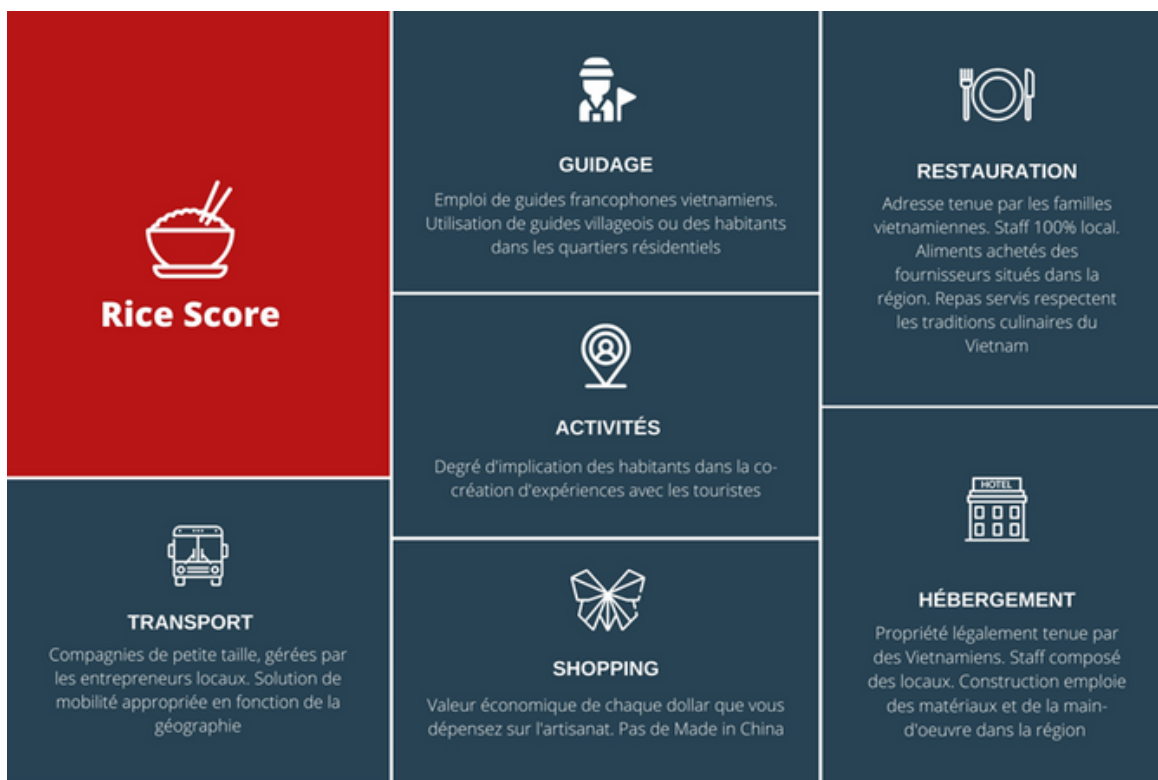 Rice Score
TRANSPORT
Compagnies de petite taille, gérées par
les entrepreneurs locaux. Solution de
mobilité appropriée en fonction de la
géographie
GUIDAGE
Emploi de guides francophones vietnamiens.
Utilisation de guides villageois ou des habitants
dans les quartiers résidentiels
ACTIVITÉS
Degré d'implication des habitants dans la co-
création d'expériences avec les touristes
SHOPPING
Valeur économique de chaque dollar que vous
dépensez sur l'artisanat. Pas de Made in China
RESTAURATION
Adresse tenue par les familles
vietnamiennes. Staff 100% local.
Aliments achetés des
fournisseurs situés dans la
région. Repas servis respectent
les traditions culinaires du
Vietnam
HOTEL
HÉBERGEMENT
Propriété légalement tenue par
des Vietnamiens. Staff composé
des locaux. Construction emploie
des matériaux et de la main-
d'oeuvre dans la région